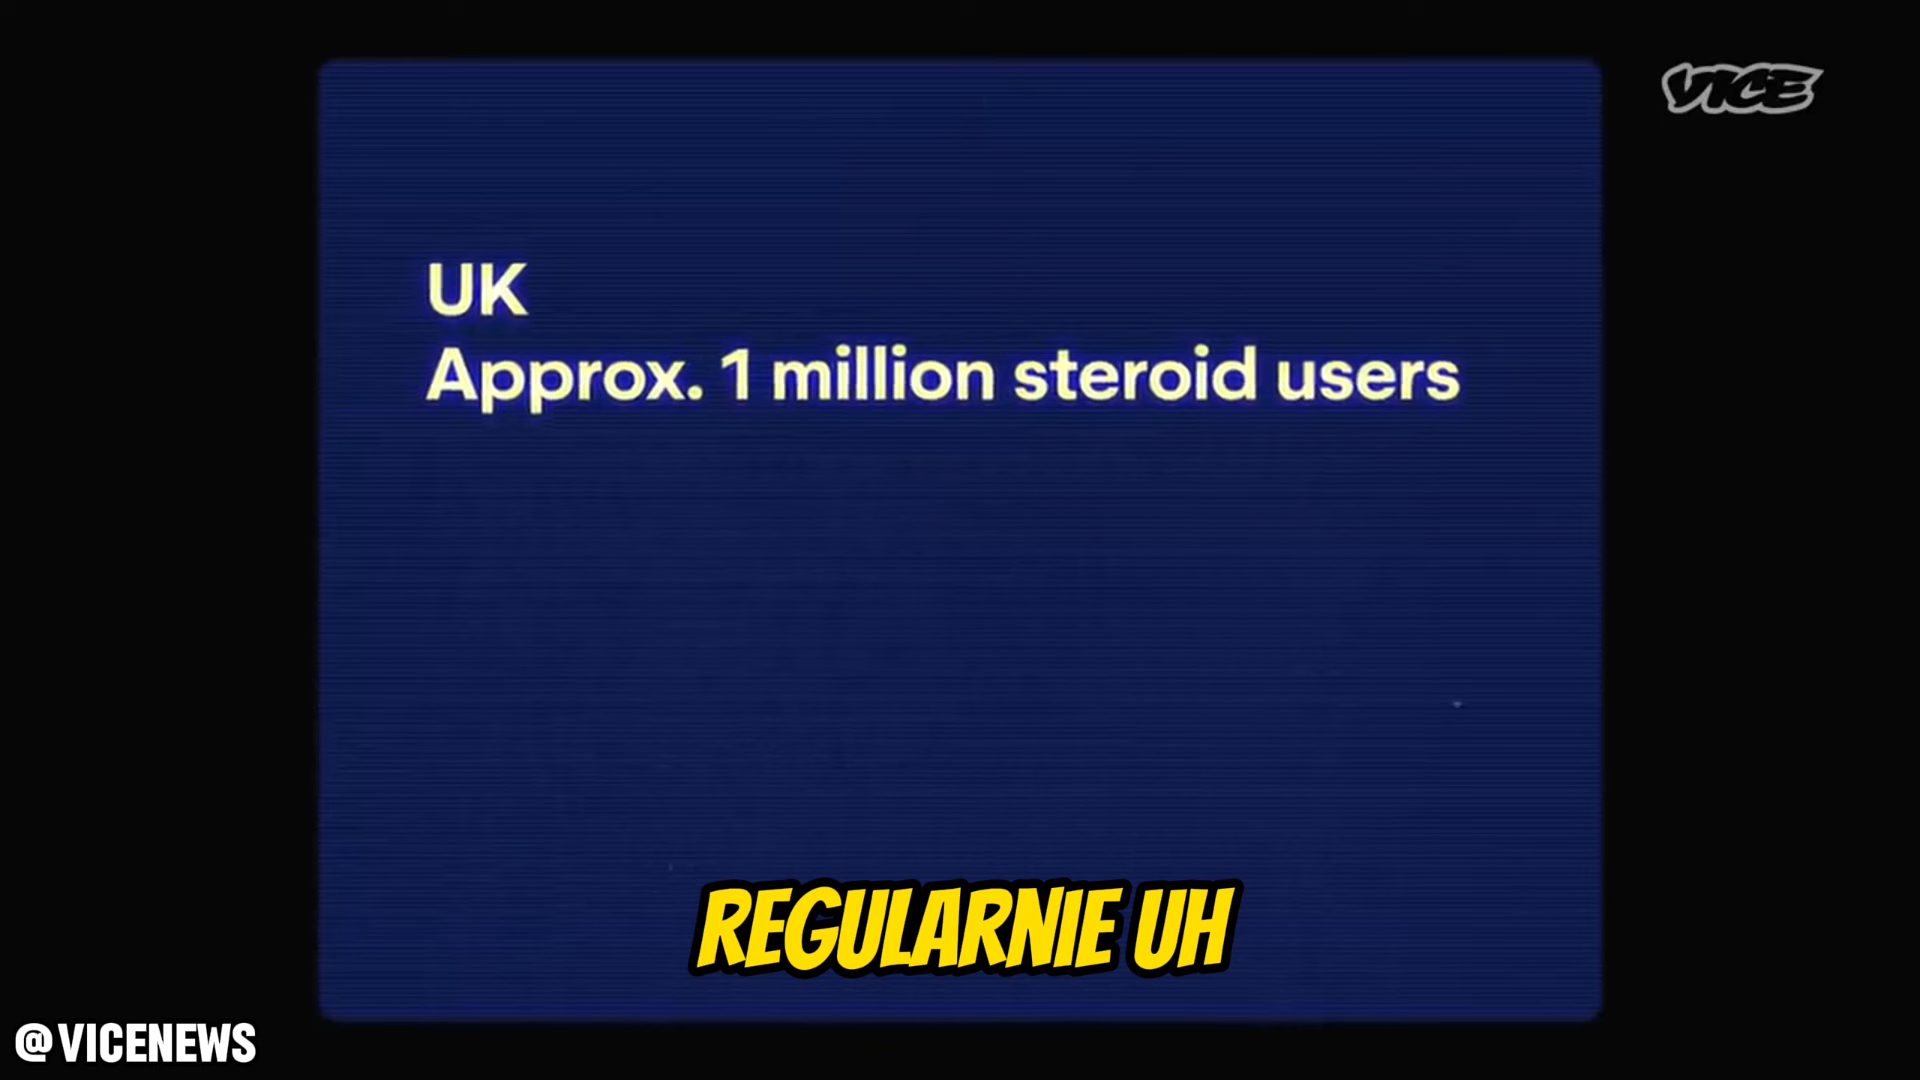 VICE
UK
Approx. 1 million steroid users
REGULARNIE UH
@VICENEWS